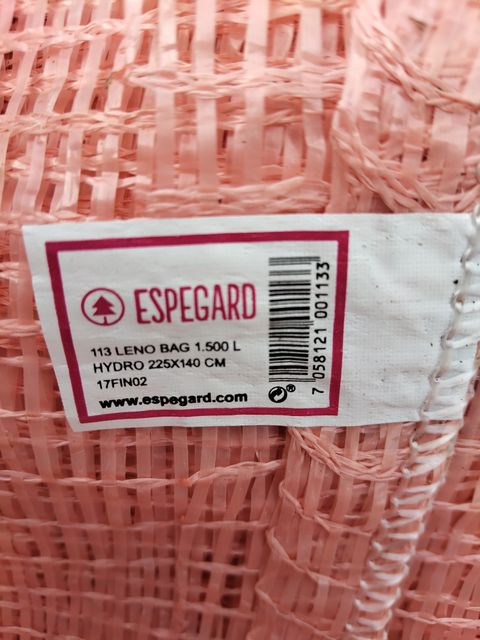 ESPEGARD
113 LENO BAG 1.500 L
HYDRO 225X140 CM
17FIN02
www.espegard.com
7 058121 001133